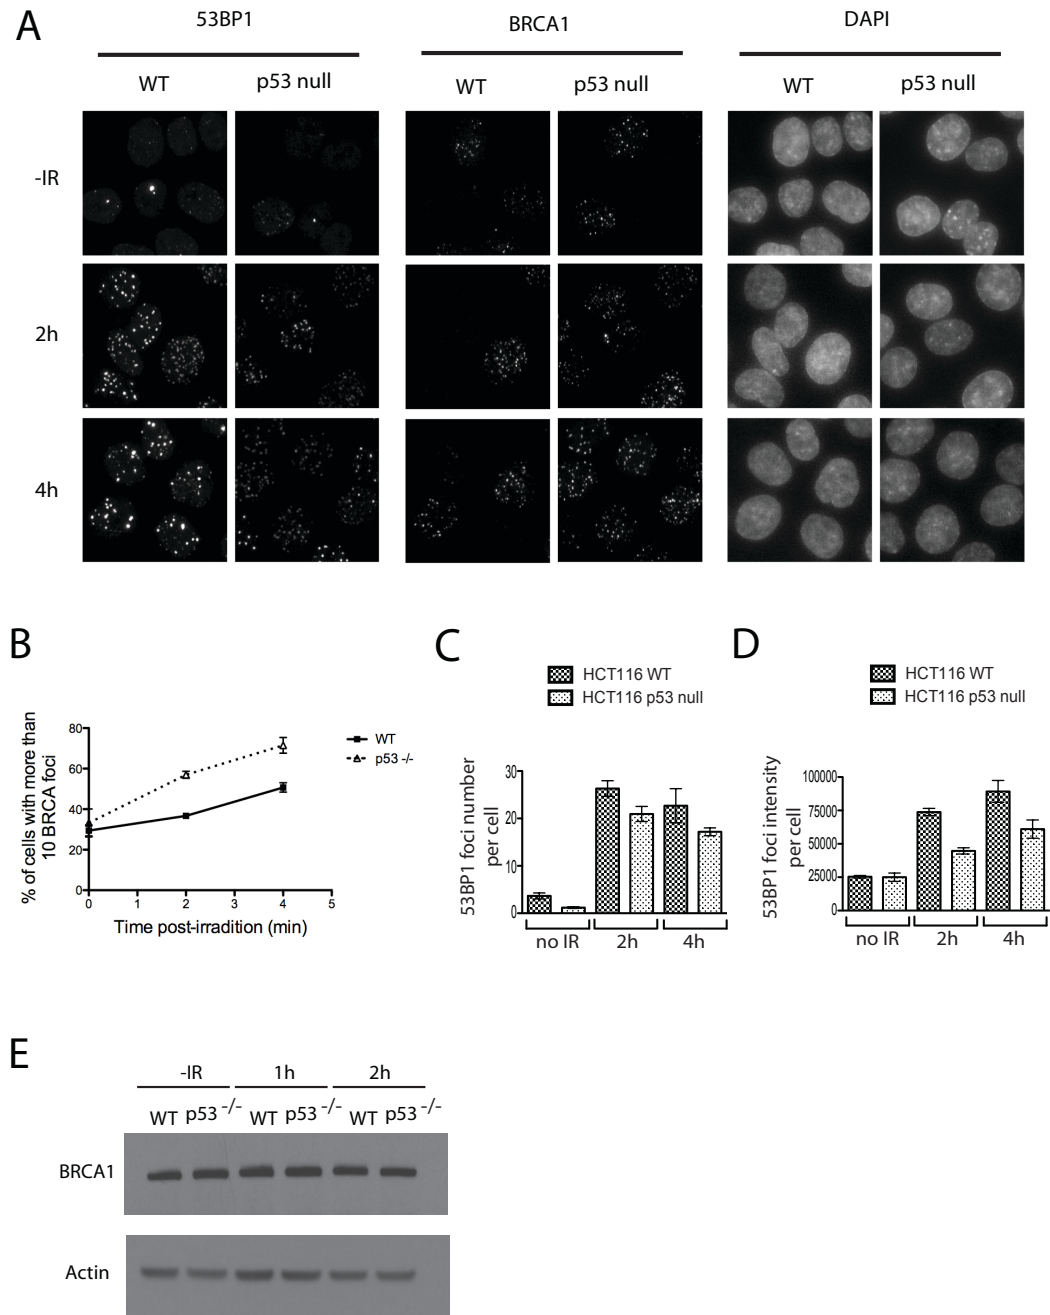 A
53BP1
BRCA1
DAPI
WT
p53 null
WT
p53 null
WT
p53 null
-IR
2h
4h
B
% of cells with more than
10 BRCA foci
80
60
40
20
0
0
1
2
3
4
5
Time post-irradition (min)
WT
p53 -/-
C
HCT116 WT
HCT116 p53 null
53BP1 foci number
per cell
30
20
10
0
no IR
2h
4h
D
HCT116 WT
HCT116 p53 null
53BP1 foci intensity
per cell
100000
75000
50000
25000
0
no IR
2h
4h
E
-IR
1h
2h
WT p53 -/- WT p53 -/- WT p53 -/-
BRCA1
Actin